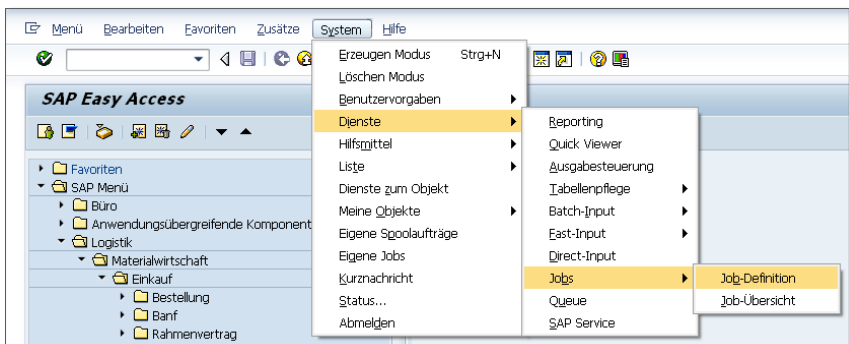 Menü Bearbeiten Favoriten Zusätze System Hilfe
SAP Easy Access
Favoriten
SAP Menü
Büro
Anwendungsübergreifende Komponent
Logistik
Materialwirtschaft
Einkauf
Bestellung
Banf
Rahmenvertrag
Erzeugen Modus Strg+N
Löschen Modus
Benutzervorgaben
Dienste
Hilfsmittel
Liste
Dienste zum Objekt
Meine Objekte
Eigene Spoolaufträge
Eigene Jobs
Kurznachricht
Status...
Abmelden
Reporting
Quick Viewer
Ausgabesteuerung
Tabellenpflege
Batch-Input
Fast-Input
Direct-Input
Jobs
Queue
SAP Service
Job-Definition
Job-Übersicht